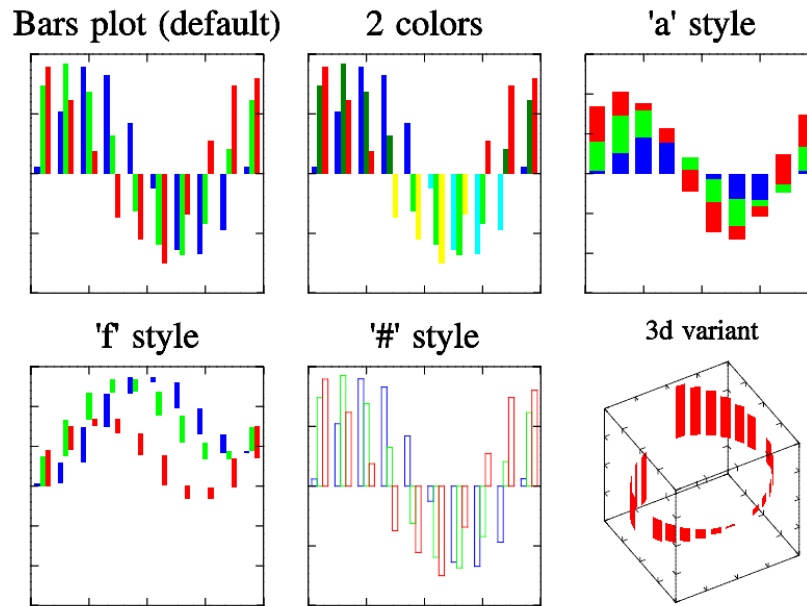 Bars plot (default)
2 colors
'a' style
'f' style
'#' style
3d variant